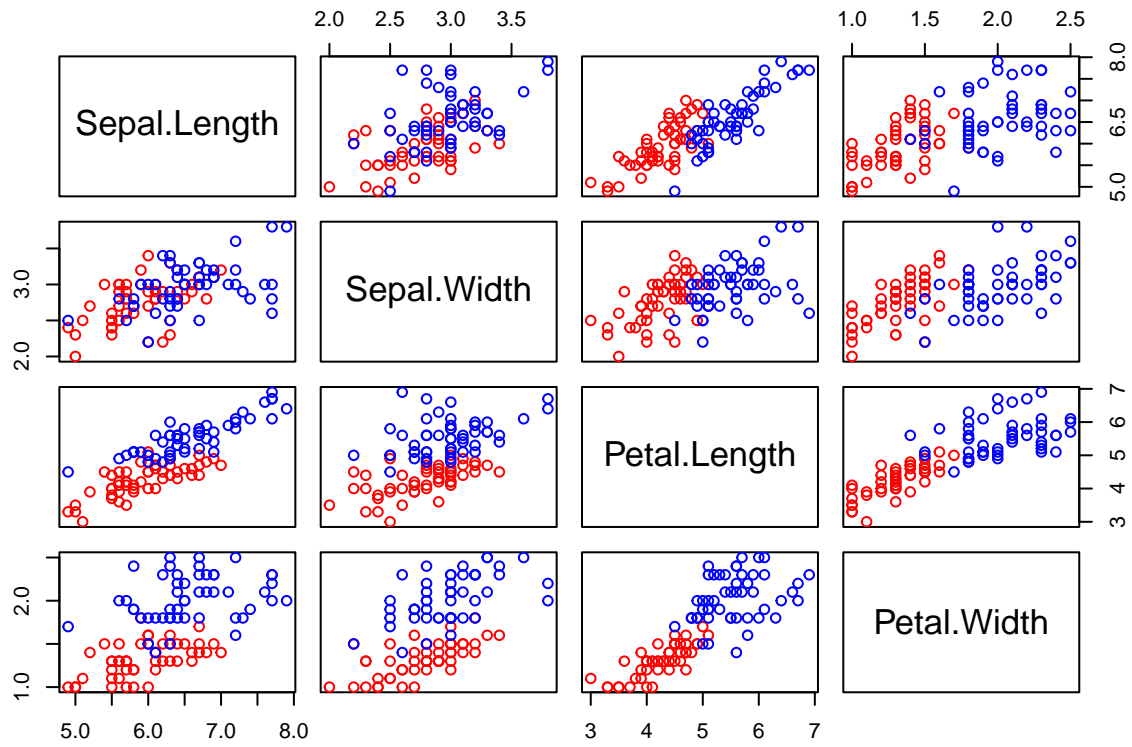 2.0 2.5 3.0 3.5 1.0 1.5 2.0 2.5
Sepal.Length 5.0 6.5 8.0
2.0 3.0 Sepal.Width
Petal.Length 3 4 5 6 7
1.0 2.0 Petal.Width
5.0 6.0 7.0 8.0 3 4 5 6 7